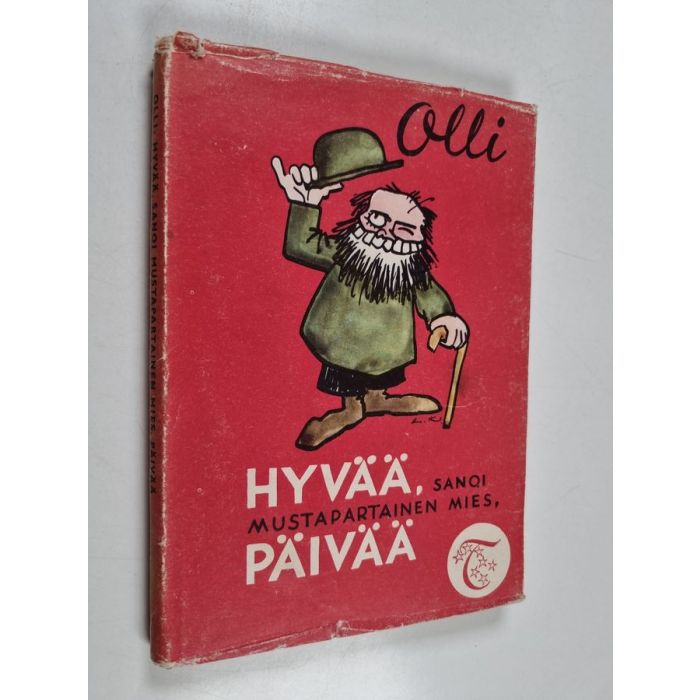 Olli
HYVÄÄ, SANOI
MUSTAPARTAINEN MIES,
PÄIVÄÄ
T
OLLI: HYVÄÄ, SANOI MUSTAPARTAINEN MIES, PÄIVÄÄ